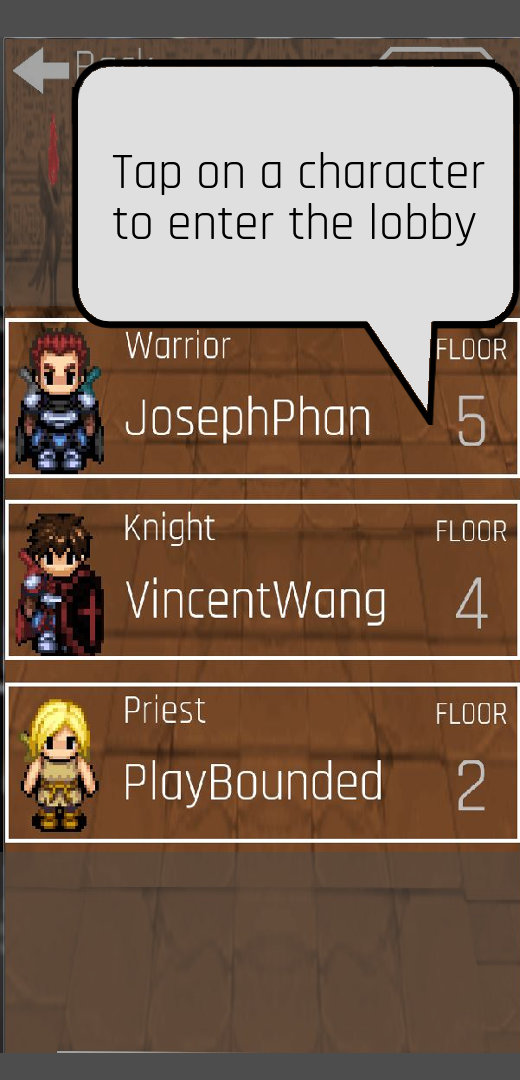 Tap on a character
to enter the lobby
Warrior
FLOOR
JosephPhan
5
Knight
FLOOR
VincentWang
4
Priest
FLOOR
PlayBounded
2